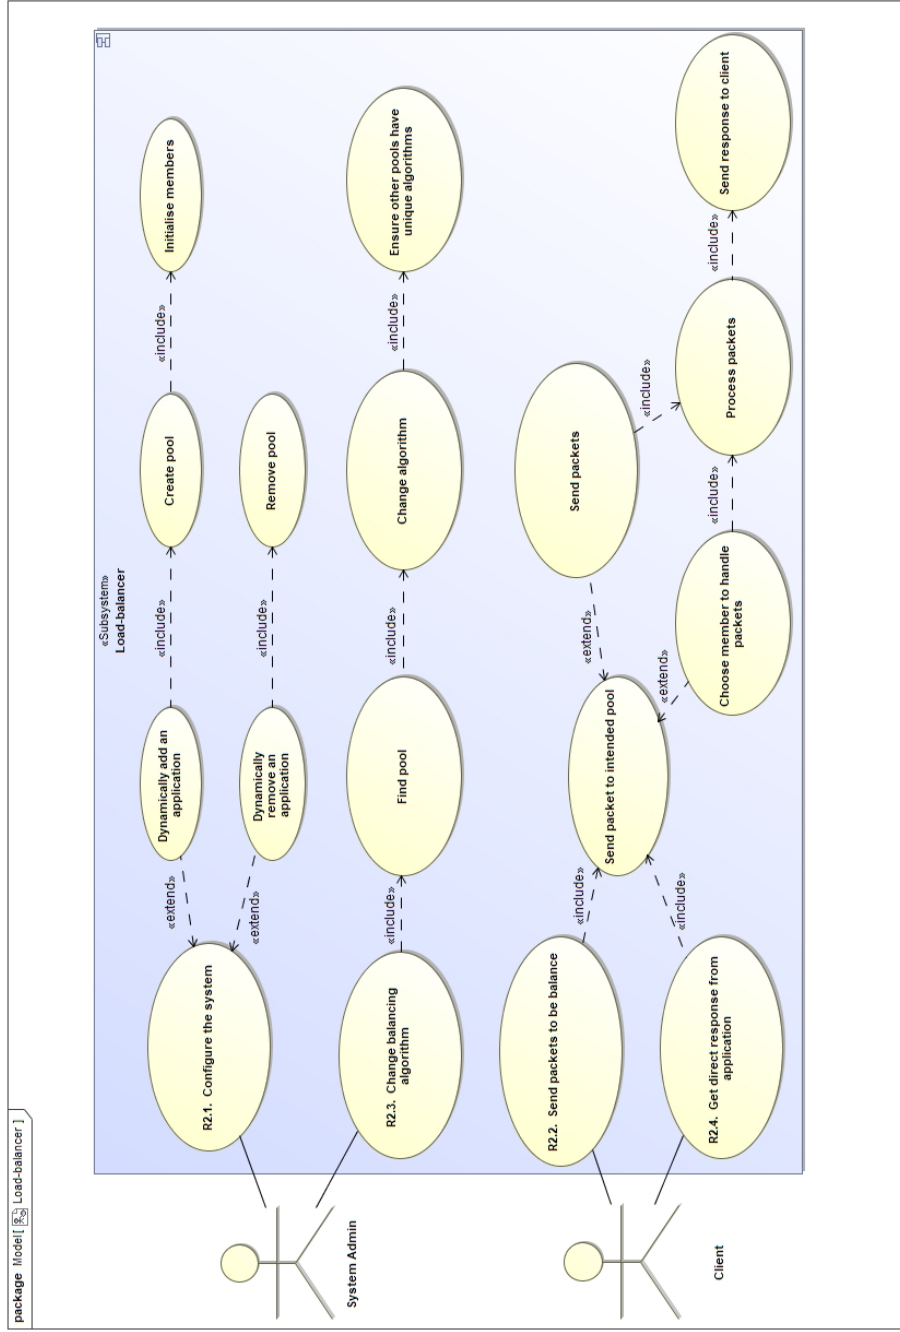 package Model[ Load-balancer ]
«Subsystem»
Load-balancer
System Admin
R2.1. Configure the system
«extend»
Dynamically add an
application
«include»
Create pool
«include»
Initialise members
«extend»
Dynamically
remove an
application
«include»
Remove pool
R2.3. Change balancing
algorithm
«include»
Find pool
«include»
Change algorithm
«include»
Ensure other pools have
unique algorithms
Client
R2.2. Send packets to be balance
«include»
Send packet to intended pool
«extend»
Send packets
«include»
R2.4. Get direct response from
application
«include»
«extend»
Choose member to handle
packets
«include»
Process packets
«include»
Send response to client